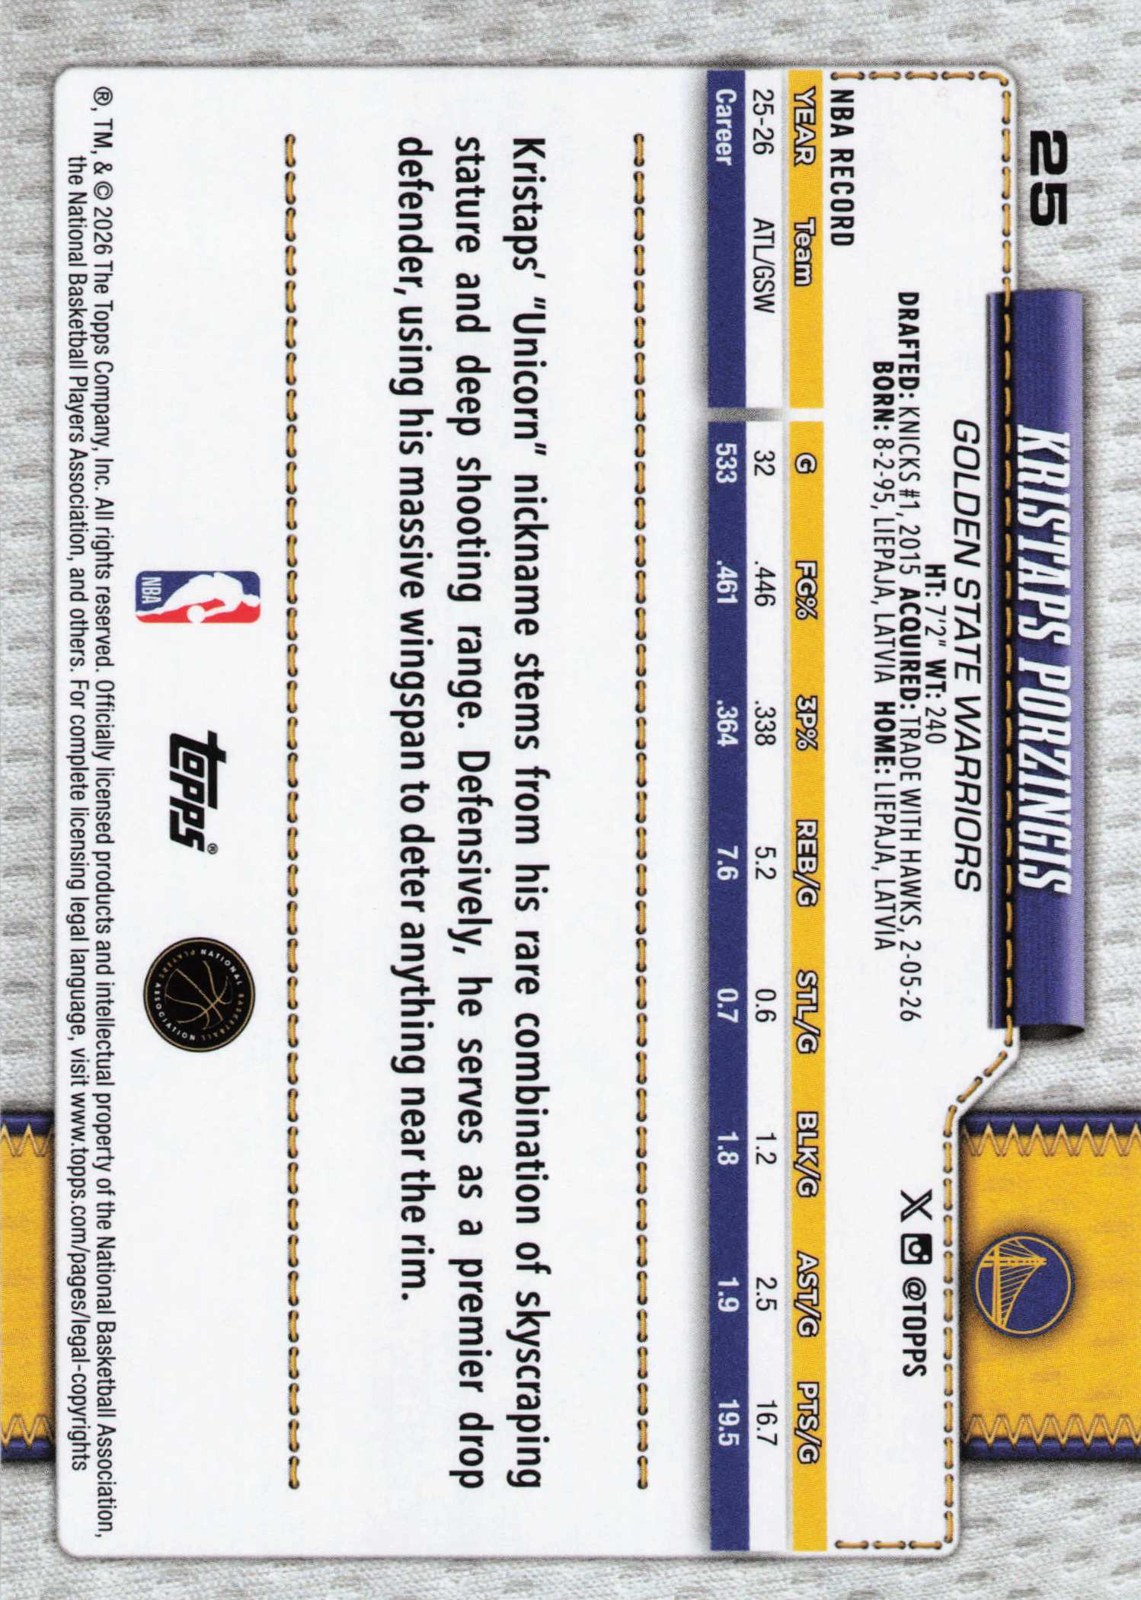 25
KRISTAPS PORZINGIS
GOLDEN STATE WARRIORS
HT: 7'2" WT: 240
DRAFTED: KNICKS #1, 2015 ACQUIRED: TRADE WITH HAWKS, 2-05-26
BORN: 8-2-95, LIEPAJA, LATVIA HOME: LIEPAJA, LATVIA
X @TOPPS
NBA RECORD
YEAR Team G FG% 3P% REB/G STL/G BLK/G AST/G PTS/G
25-26 ATL/GSW 32 .446 .338 5.2 0.6 1.2 2.5 16.7
Career 533 .461 .364 7.6 0.7 1.8 1.9 19.5
Kristaps' "Unicorn" nickname stems from his rare combination of skyscraping
stature and deep shooting range. Defensively, he serves as a premier drop
defender, using his massive wingspan to deter anything near the rim.
NBA
topps®
NATIONAL BASKETBALL PLAYERS ASSOCIATION
®, TM, & © 2026 The Topps Company, Inc. All rights reserved. Officially licensed products and intellectual property of the National Basketball Association,
the National Basketball Players Association, and others. For complete licensing legal language, visit www.topps.com/pages/legal-copyrights